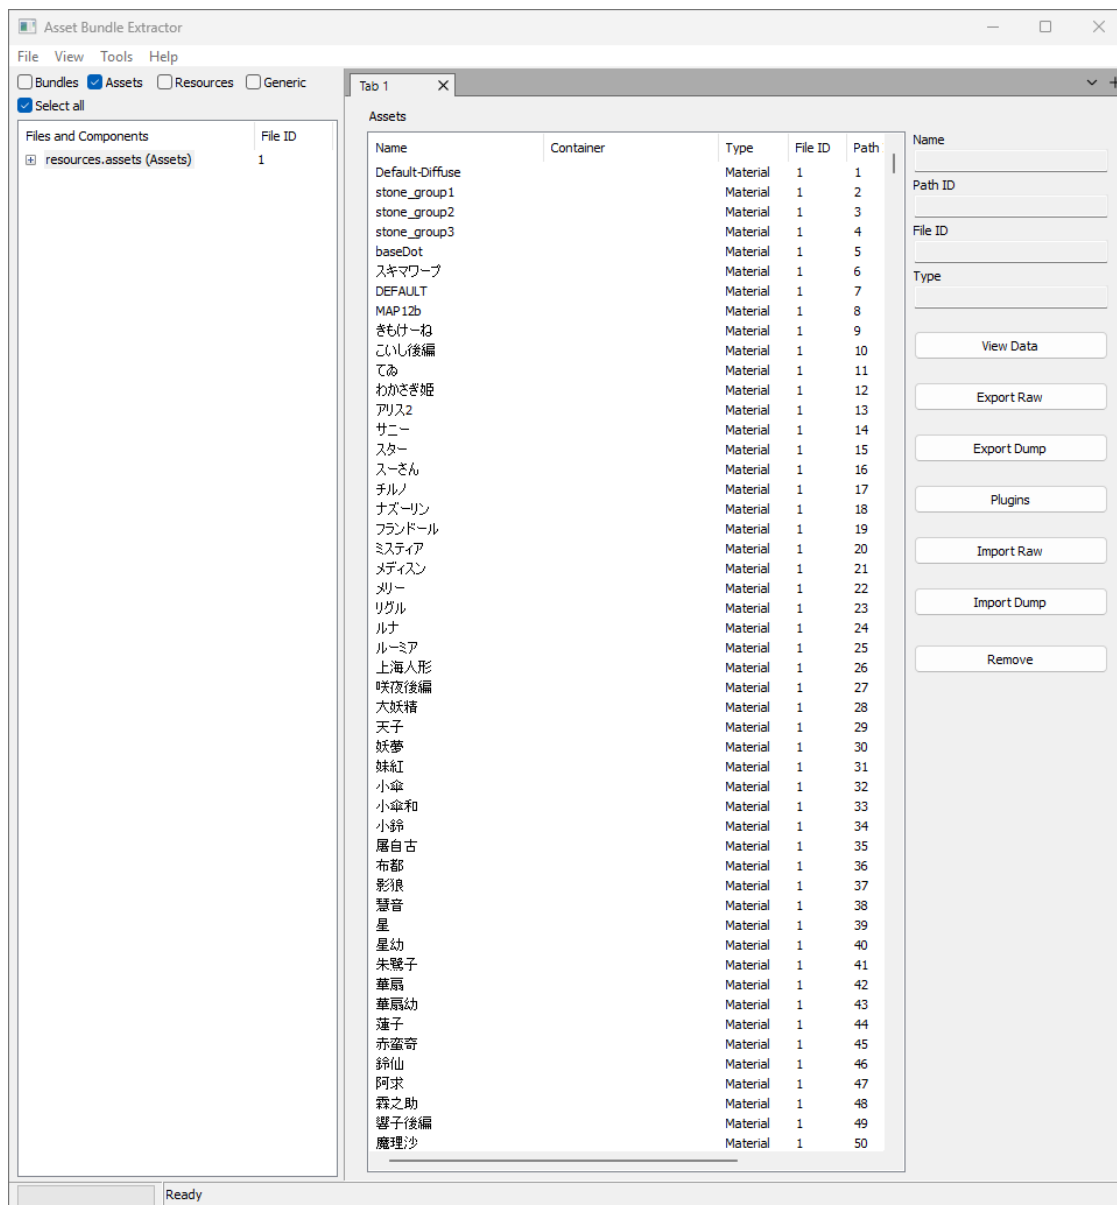 Asset Bundle Extractor
File View Tools Help
Bundles Assets Resources Generic
Select all
Files and Components File ID
resources.assets (Assets) 1
Tab 1
Assets
Name Container Type File ID Path
Default-Diffuse Material 1 1
stone_group1 Material 1 2
stone_group2 Material 1 3
stone_group3 Material 1 4
baseDot Material 1 5
スキマワープ Material 1 6
DEFAULT Material 1 7
MAP12b Material 1 8
きもけーね Material 1 9
こいし後編 Material 1 10
てゐ Material 1 11
わかさぎ姫 Material 1 12
アリス2 Material 1 13
サニー Material 1 14
スター Material 1 15
スーさん Material 1 16
チルノ Material 1 17
ナズーリン Material 1 18
フランドール Material 1 19
ミスティア Material 1 20
メディスン Material 1 21
メリー Material 1 22
リグル Material 1 23
ルナ Material 1 24
ルーミア Material 1 25
上海人形 Material 1 26
咲夜後編 Material 1 27
大妖精 Material 1 28
天子 Material 1 29
妖夢 Material 1 30
妹紅 Material 1 31
小傘 Material 1 32
小傘和 Material 1 33
小鈴 Material 1 34
屠自古 Material 1 35
布都 Material 1 36
影狼 Material 1 37
慧音 Material 1 38
星 Material 1 39
星幼 Material 1 40
朱鷺子 Material 1 41
華扇 Material 1 42
華扇幼 Material 1 43
蓮子 Material 1 44
赤蛮奇 Material 1 45
鈴仙 Material 1 46
阿求 Material 1 47
霖之助 Material 1 48
響子後編 Material 1 49
魔理沙 Material 1 50
Name
Path ID
File ID
Type
View Data
Export Raw
Export Dump
Plugins
Import Raw
Import Dump
Remove
Ready